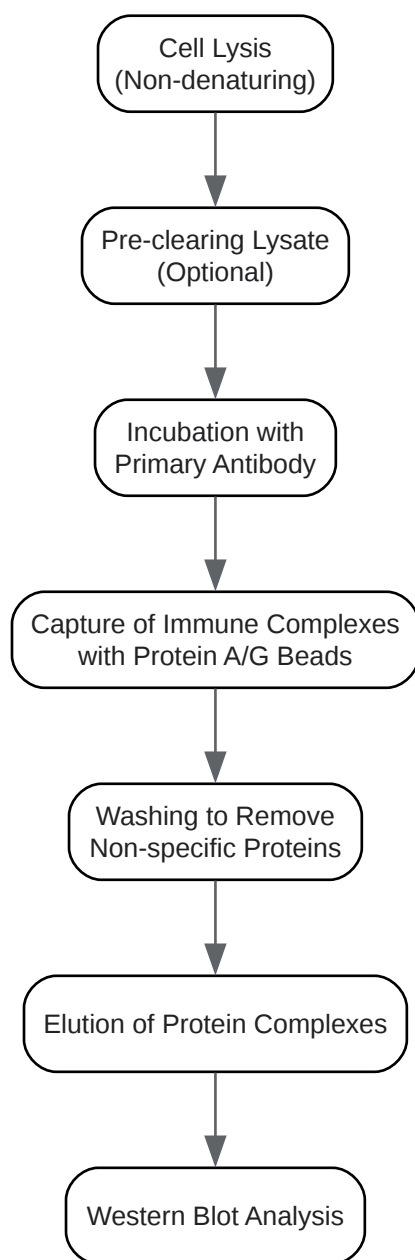 Cell Lysis
(Non-denaturing)
Pre-clearing Lysate
(Optional)
Incubation with
Primary Antibody
Capture of Immune Complexes
with Protein A/G Beads
Washing to Remove
Non-specific Proteins
Elution of Protein Complexes
Western Blot Analysis